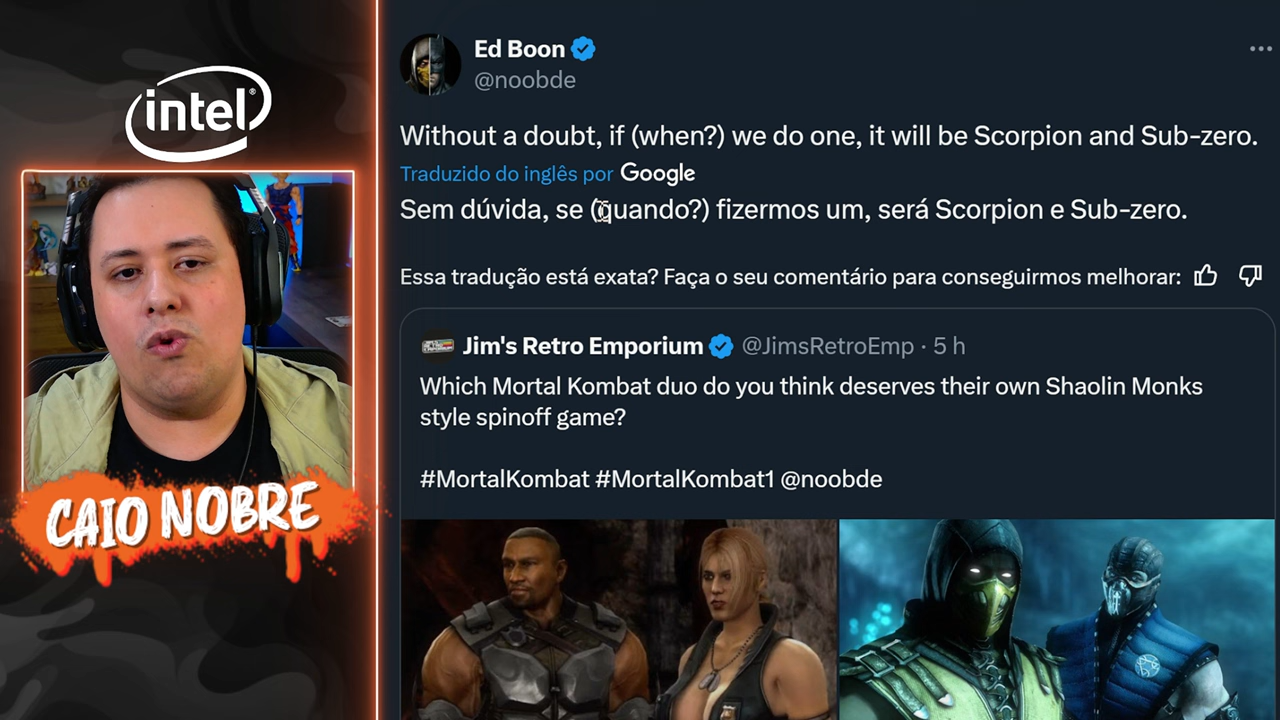 intel®
CAIO NOBRE
Ed Boon
@noobde
Without a doubt, if (when?) we do one, it will be Scorpion and Sub-zero.
Traduzido do inglês por Google
Sem dúvida, se (quando?) fizermos um, será Scorpion e Sub-zero.
Essa tradução está exata? Faça o seu comentário para conseguirmos melhorar:
Jim's Retro Emporium @JimsRetroEmp · 5 h
Which Mortal Kombat duo do you think deserves their own Shaolin Monks
style spinoff game?
#MortalKombat #MortalKombat1 @noobde